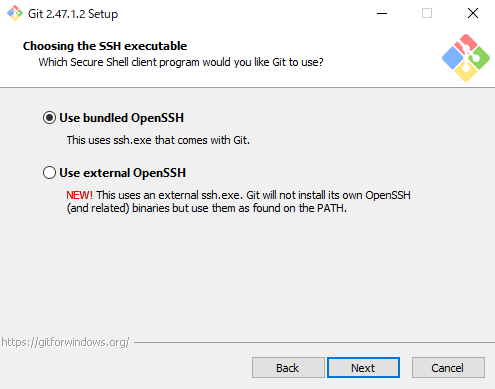 Git 2.47.1.2 Setup
Choosing the SSH executable
Which Secure Shell client program would you like Git to use?
Use bundled OpenSSH
This uses ssh.exe that comes with Git.
Use external OpenSSH
NEW! This uses an external ssh.exe. Git will not install its own OpenSSH
(and related) binaries but use them as found on the PATH.
https://gitforwindows.org/
Back Next Cancel